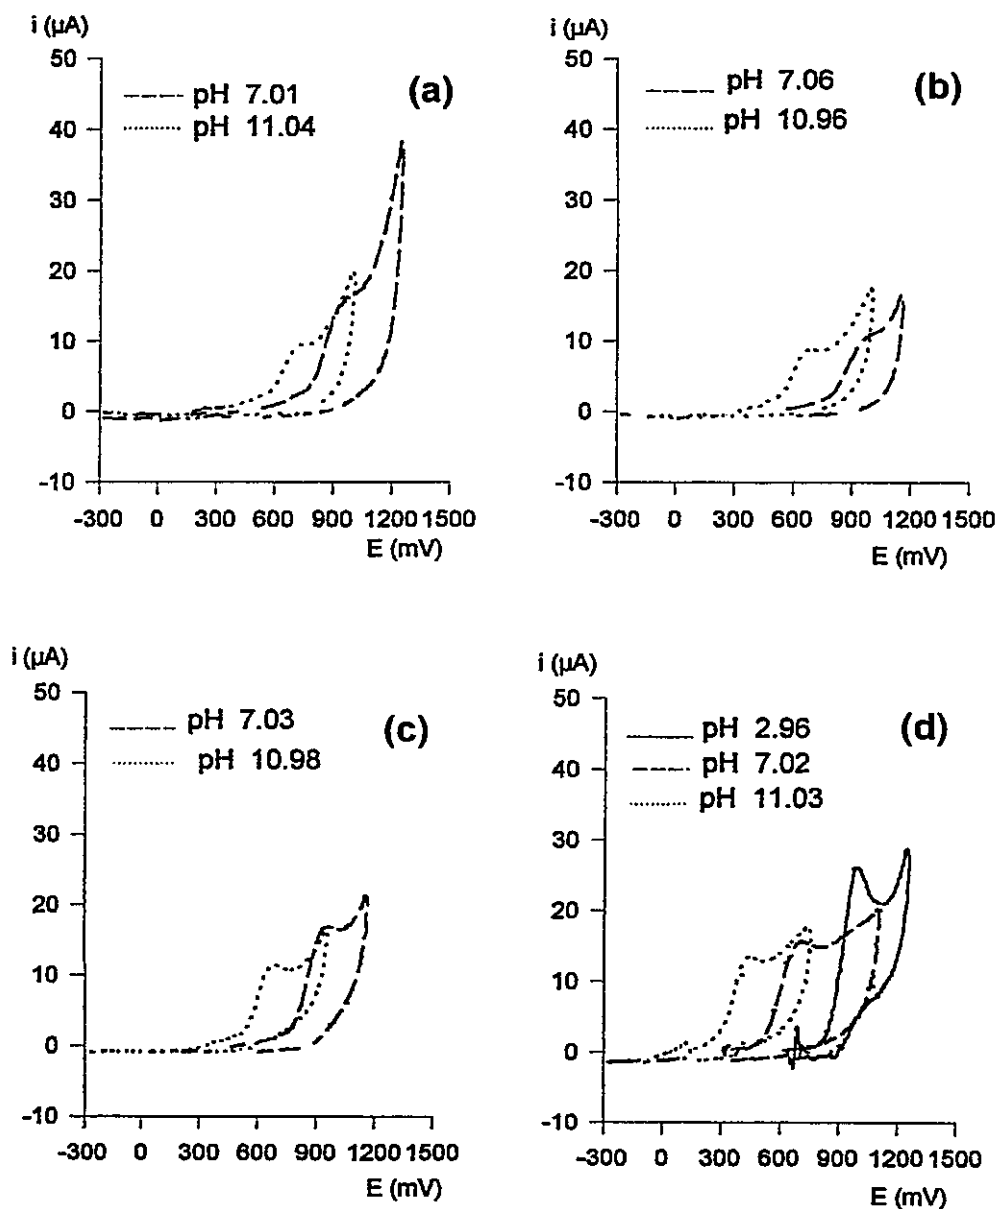 i (µA)
50
40
30
20
10
0
-10
-300 0 300 600 900 1200 1500
E (mV)
pH 7.01
pH 11.04
(a)
i (µA)
50
40
30
20
10
0
-10
-300 0 300 600 900 1200 1500
E (mV)
pH 7.06
pH 10.96
(b)
i (µA)
50
40
30
20
10
0
-10
-300 0 300 600 900 1200 1500
E (mV)
pH 7.03
pH 10.98
(c)
i (µA)
50
40
30
20
10
0
-10
-300 0 300 600 900 1200 1500
E (mV)
pH 2.96
pH 7.02
pH 11.03
(d)